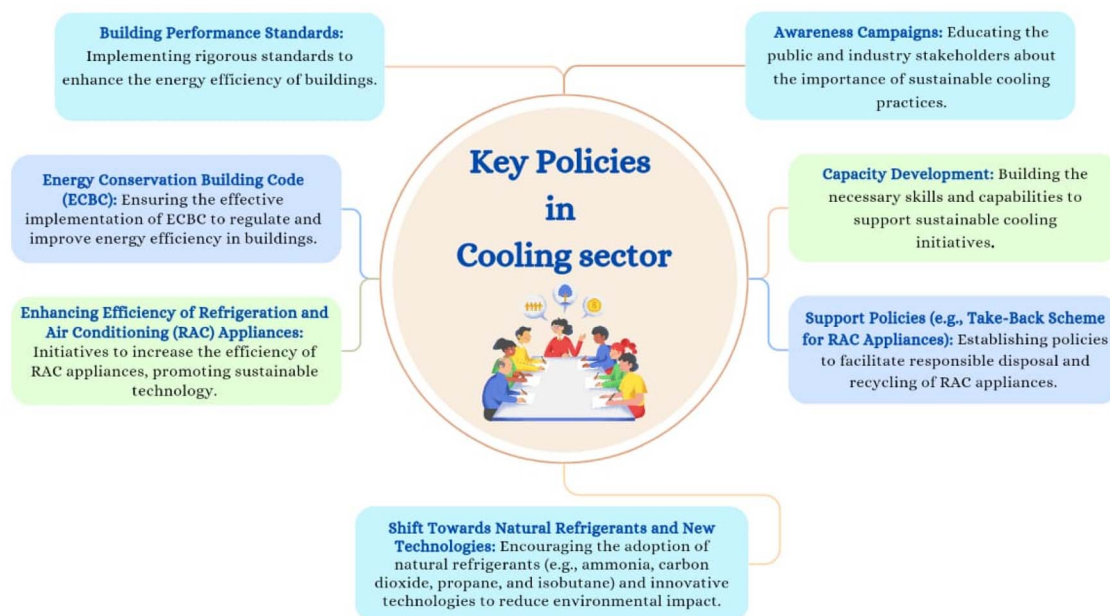 Building Performance Standards:
Implementing rigorous standards to
enhance the energy efficiency of buildings.
Awareness Campaigns: Educating the
public and industry stakeholders about
the importance of sustainable cooling
practices.
Key Policies
in
Cooling sector
Energy Conservation Building Code
(ECBC): Ensuring the effective
implementation of ECBC to regulate and
improve energy efficiency in buildings.
Capacity Development: Building the
necessary skills and capabilities to
support sustainable cooling
initiatives.
Enhancing Efficiency of Refrigeration and
Air Conditioning (RAC) Appliances:
Initiatives to increase the efficiency of
RAC appliances, promoting sustainable
technology.
Support Policies (e.g., Take-Back Scheme
for RAC Appliances): Establishing policies
to facilitate responsible disposal and
recycling of RAC appliances.
Shift Towards Natural Refrigerants and New
Technologies: Encouraging the adoption of
natural refrigerants (e.g., ammonia, carbon
dioxide, propane, and isobutane) and innovative
technologies to reduce environmental impact.